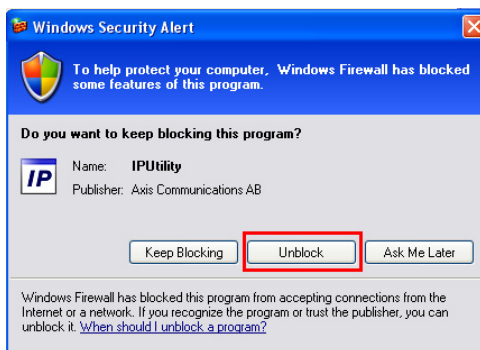 Windows Security Alert
To help protect your computer, Windows Firewall has blocked
some features of this program.
Do you want to keep blocking this program?
IP
Name: IPUtility
Publisher: Axis Communications AB
Keep Blocking Unblock Ask Me Later
Windows Firewall has blocked this program from accepting connections from the
Internet or a network. If you recognize the program or trust the publisher, you can
unblock it. When should I unblock a program?